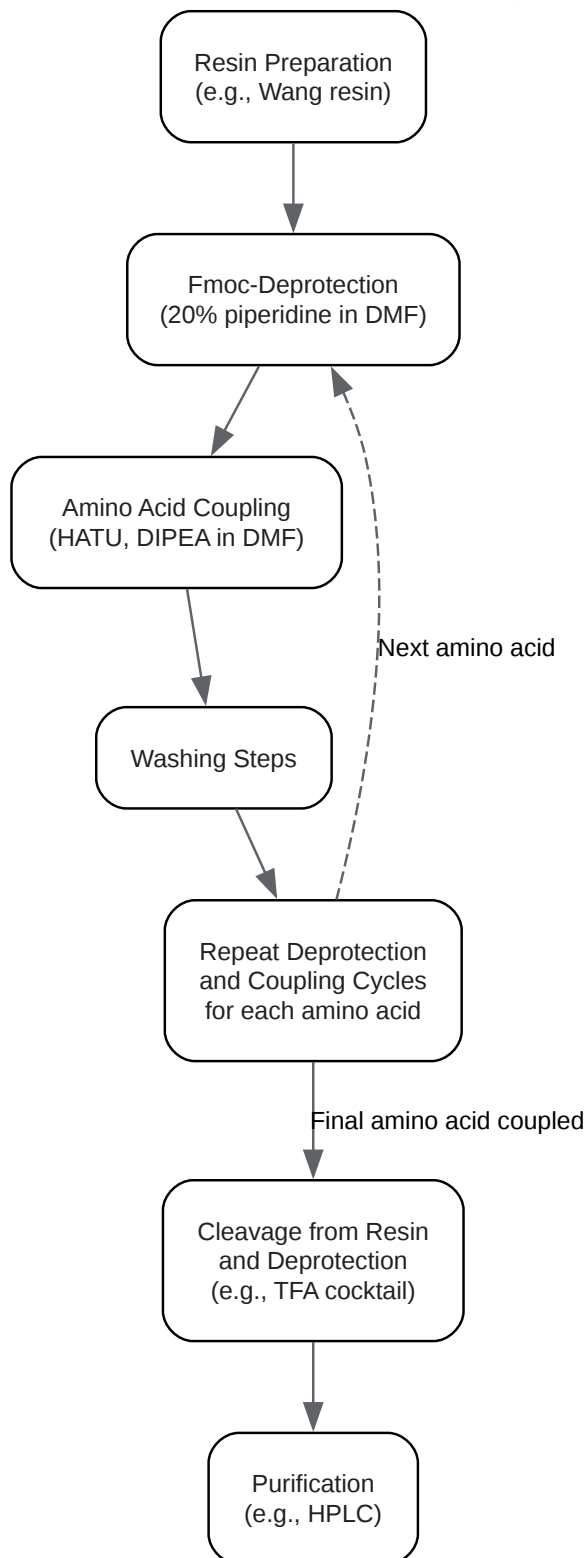 Resin Preparation
(e.g., Wang resin)
Fmoc-Deprotection
(20% piperidine in DMF)
Amino Acid Coupling
(HATU, DIPEA in DMF)
Next amino acid
Washing Steps
Repeat Deprotection
and Coupling Cycles
for each amino acid
Final amino acid coupled
Cleavage from Resin
and Deprotection
(e.g., TFA cocktail)
Purification
(e.g., HPLC)